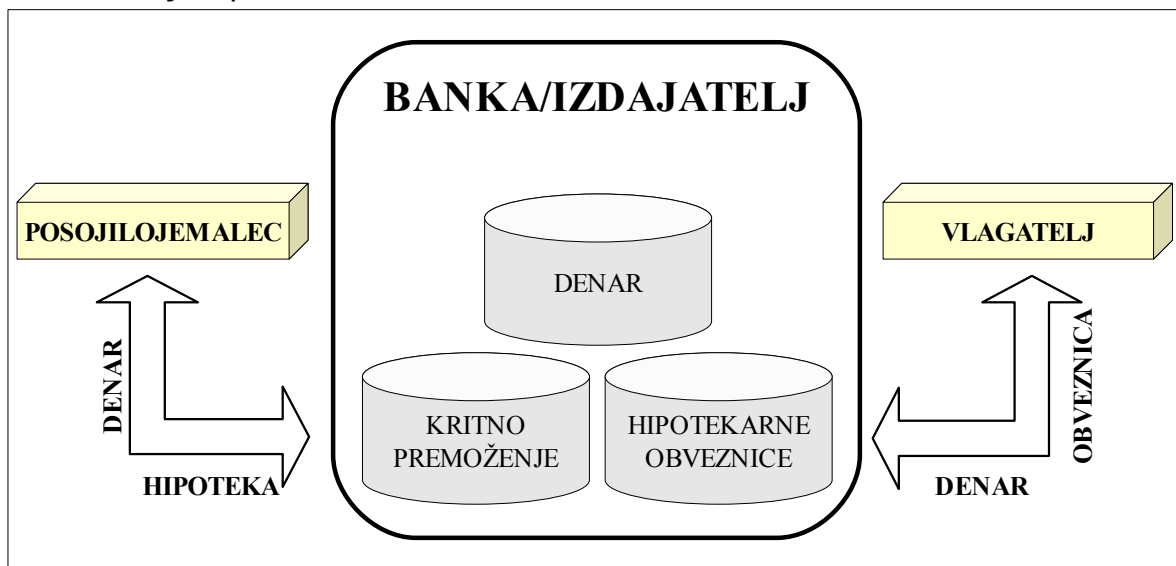 BANKA/IZDAJATELJ
POSOJILOJEMALEC
VLAGATELJ
DENAR
DENAR
OBVEZNICA
KRITNO
PREMOŽENJE
HIPOTEKARNE
OBVEZNICE
HIPOTEKA
DENAR